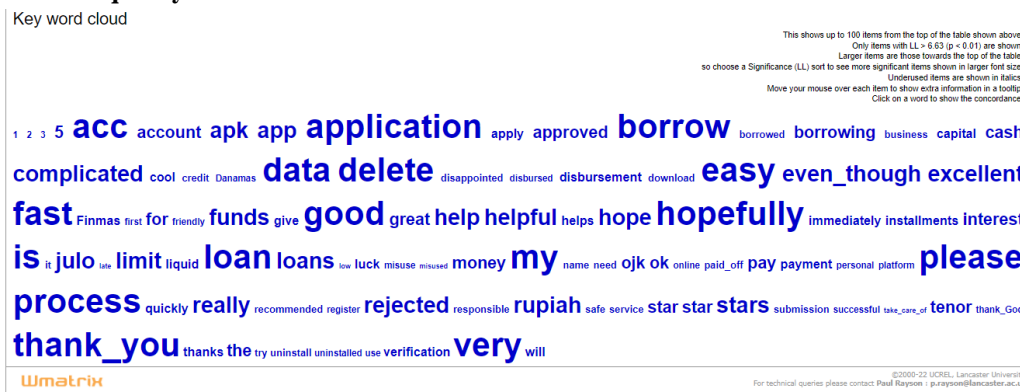 Key word cloud
This shows up to 100 items from the top of the table shown above
Only items with LL > 6.63 (p < 0.01) are shown
Larger items are those towards the top of the table
so choose a Significance (LL) sort to see more significant items shown in larger font size
Underused items are shown in italics
Move your mouse over each item to show extra information in a tooltip
Click on a word to show the concordance
1 2 3 5 acc account apk app application apply approved borrow borrowed borrowing business capital cash
complicated cool credit Danamas data delete disappointed disbursed disbursement download easy even_though excellent
fast Finmas first for friendly funds give good great help helpful helps hope hopefully immediately installments interest
is it julo late limit liquid loan loans low luck misuse misused money my name need ojk ok online paid_off pay payment personal platform please
process quickly really recommended register rejected responsible rupiah safe service star star stars submission successful take_care_of tenor thank_God
thank_you thanks the try uninstall uninstalled use verification very will
Wmatrix
©2000-22 UCREL, Lancaster Universit
For technical queries please contact Paul Rayson : p.rayson@lancaster.ac.u